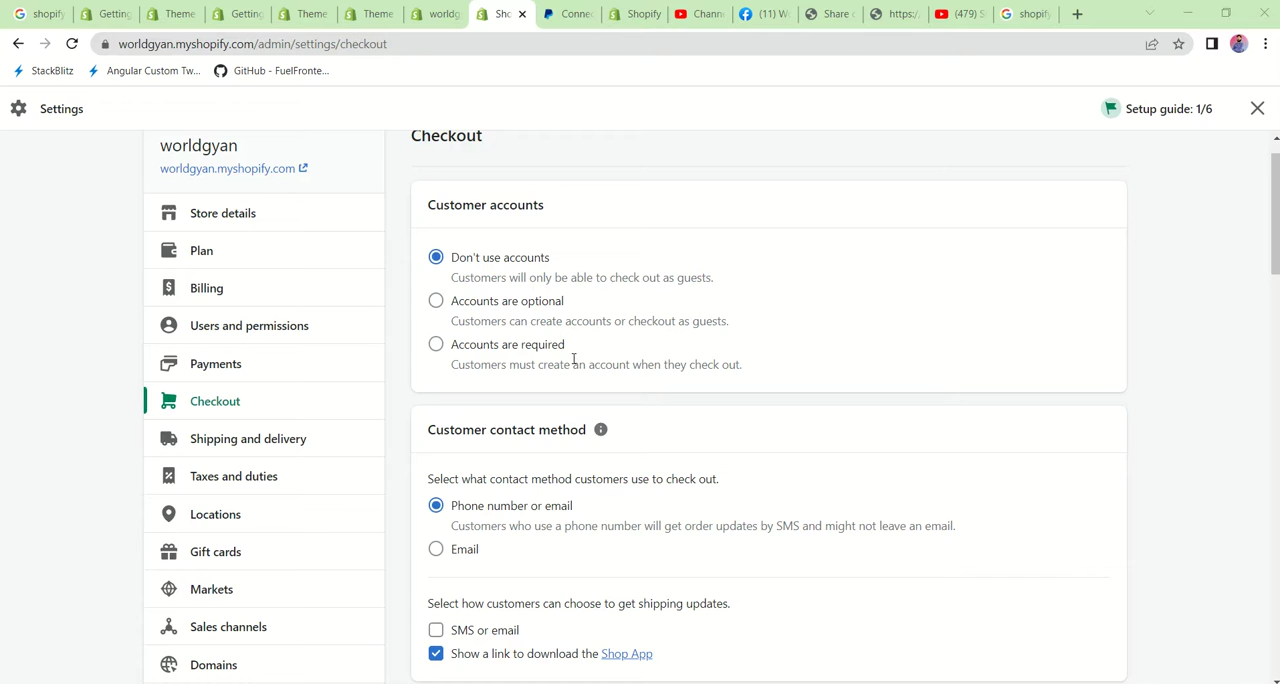 shopify
Getting
Theme
Getting
Theme
Theme
worldg
Sho
Connec
Shopify
Chann
(11) W
Share
https:/
(479) S
shopify
worldgyan.myshopify.com/admin/settings/checkout
StackBlitz
Angular Custom Tw...
GitHub - FuelFronte...
Settings
Setup guide: 1/6
worldgyan
worldgyan.myshopify.com
Store details
Plan
Billing
Users and permissions
Payments
Checkout
Shipping and delivery
Taxes and duties
Locations
Gift cards
Markets
Sales channels
Domains
Checkout
Customer accounts
Don't use accounts
Customers will only be able to check out as guests.
Accounts are optional
Customers can create accounts or checkout as guests.
Accounts are required
Customers must create an account when they check out.
Customer contact method
Select what contact method customers use to check out.
Phone number or email
Customers who use a phone number will get order updates by SMS and might not leave an email.
Email
Select how customers can choose to get shipping updates.
SMS or email
Show a link to download the Shop App